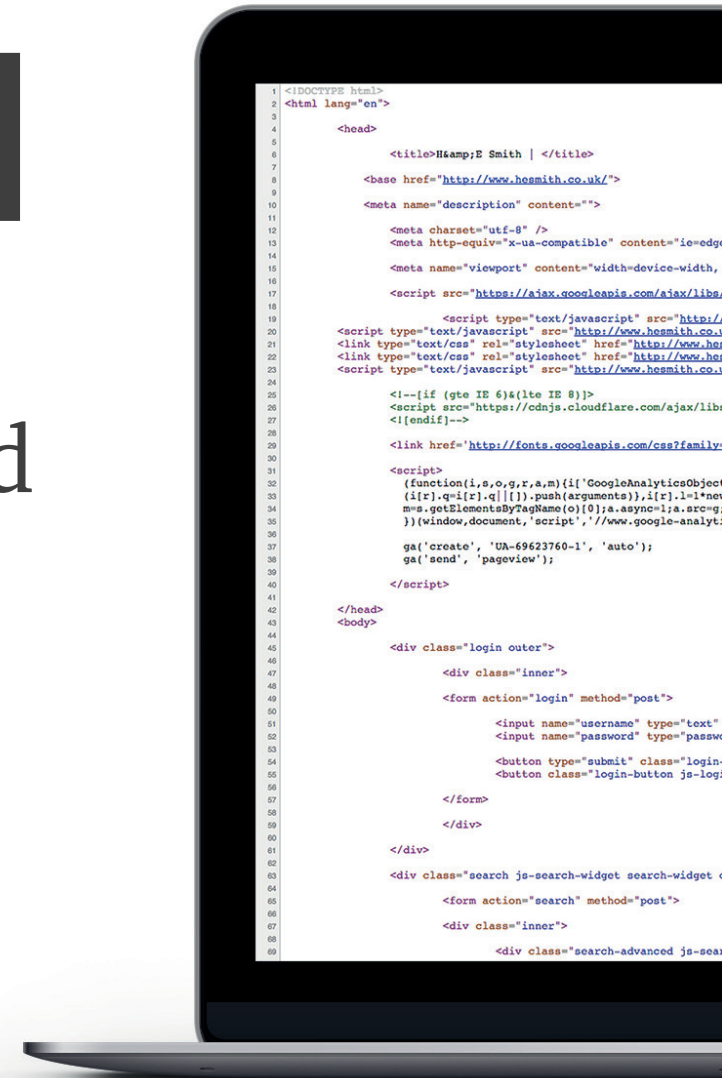 d
1 <!DOCTYPE html>
2 <html lang="en">
3
4 <head>
5
6 <title>H&amp;E Smith | </title>
7
8 <base href="http://www.hesmith.co.uk/">
9
10 <meta name="description" content="">
11
12 <meta charset="utf-8" />
13 <meta http-equiv="x-ua-compatible" content="ie=edge
14
15 <meta name="viewport" content="width=device-width,
16
17 <script src="https://ajax.googleapis.com/ajax/libs/
18
19 <script type="text/javascript" src="http:/
20 <script type="text/javascript" src="http://www.hesmith.co.u
21 <link type="text/css" rel="stylesheet" href="http://www.hes
22 <link type="text/css" rel="stylesheet" href="http://www.hes
23 <script type="text/javascript" src="http://www.hesmith.co.u
24
25 <!--[if (gte IE 6)&(lte IE 8)]>
26 <script src="https://cdnjs.cloudflare.com/ajax/libs
27 <![endif]-->
28
29 <link href='http://fonts.googleapis.com/css?family=
30
31 <script>
32 (function(i,s,o,g,r,a,m){i['GoogleAnalyticsObject
33 (i[r].q=i[r].q||[]).push(arguments)},i[r].l=1*new
34 m=s.getElementsByTagName(o)[0];a.async=1;a.src=g;
35 })(window,document,'script','//www.google-analyti
36
37 ga('create', 'UA-69623760-1', 'auto');
38 ga('send', 'pageview');
39
40 </script>
41
42 </head>
43 <body>
44
45 <div class="login outer">
46
47 <div class="inner">
48
49 <form action="login" method="post">
50
51 <input name="username" type="text"
52 <input name="password" type="passwo
53
54 <button type="submit" class="login-
55 <button class="login-button js-logi
56
57 </form>
58
59 </div>
60
61 </div>
62
63 <div class="search js-search-widget search-widget o
64
65 <form action="search" method="post">
66
67 <div class="inner">
68
69 <div class="search-advanced js-sear